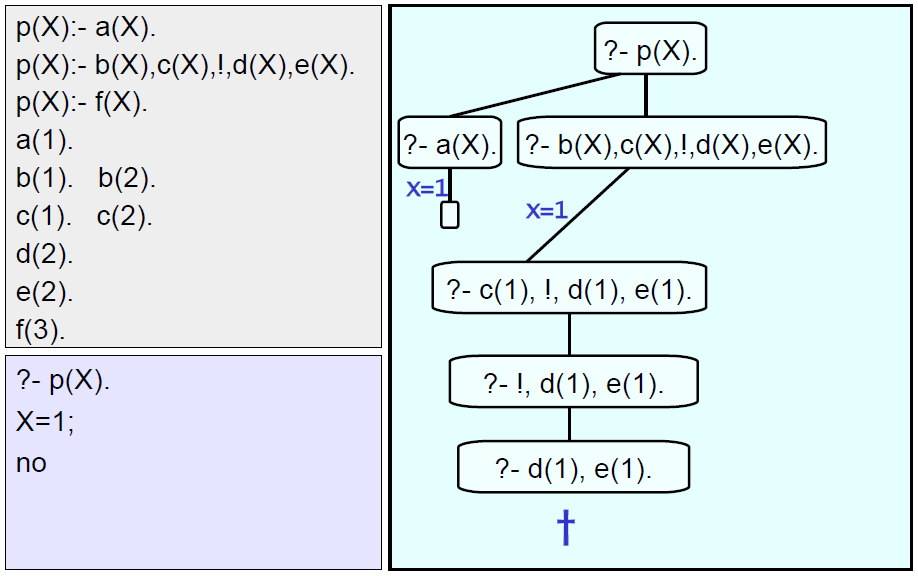 p(X):- a(X).
p(X):- b(X),c(X),!,d(X),e(X).
p(X):- f(X).
a(1).
b(1). b(2).
c(1). c(2).
d(2).
e(2).
f(3).
?- p(X).
X=1;
no
?- p(X).
?- a(X).
?- b(X),c(X),!,d(X),e(X).
X=1
X=1
?- c(1), !, d(1), e(1).
?- !, d(1), e(1).
?- d(1), e(1).
†